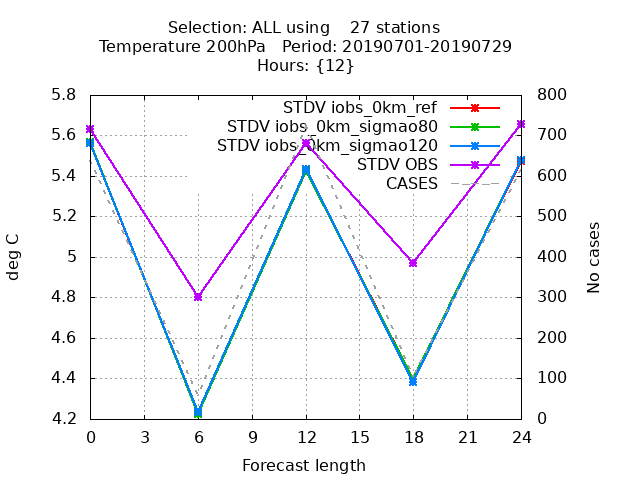 Selection: ALL using    27 stations
Temperature 200hPa   Period: 20190701-20190729
Hours: {12}
STDV iobs_0km_ref
STDV iobs_0km_sigmao80
STDV iobs_0km_sigmao120
STDV OBS
CASES
5.8
5.6
5.4
5.2
5
4.8
4.6
4.4
4.2
deg C
800
700
600
500
400
300
200
100
0
No cases
0 3 6 9 12 15 18 21 24
Forecast length